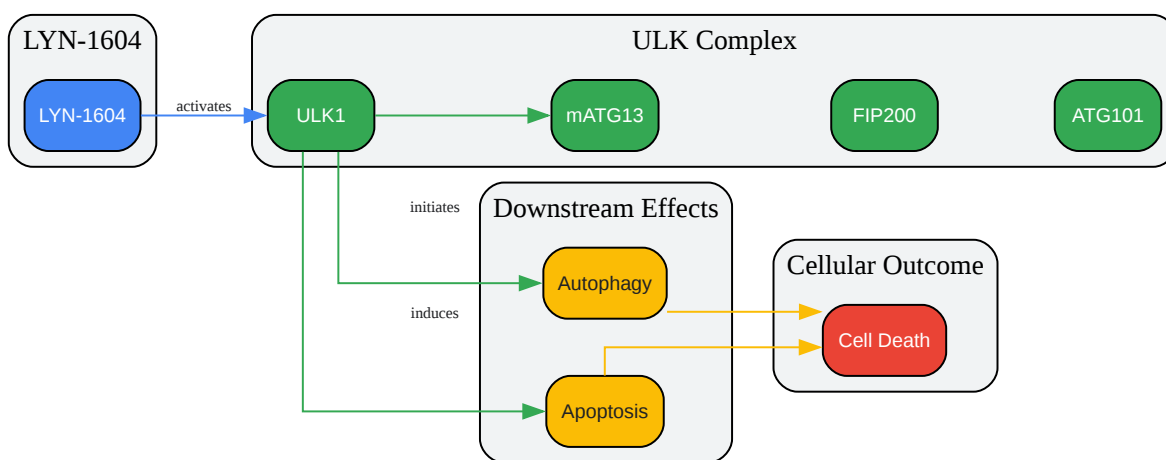 LYN-1604
ULK Complex
LYN-1604
activates
ULK1
mATG13
FIP200
ATG101
initiates
Downstream Effects
Autophagy
Cellular Outcome
induces
Cell Death
Apoptosis